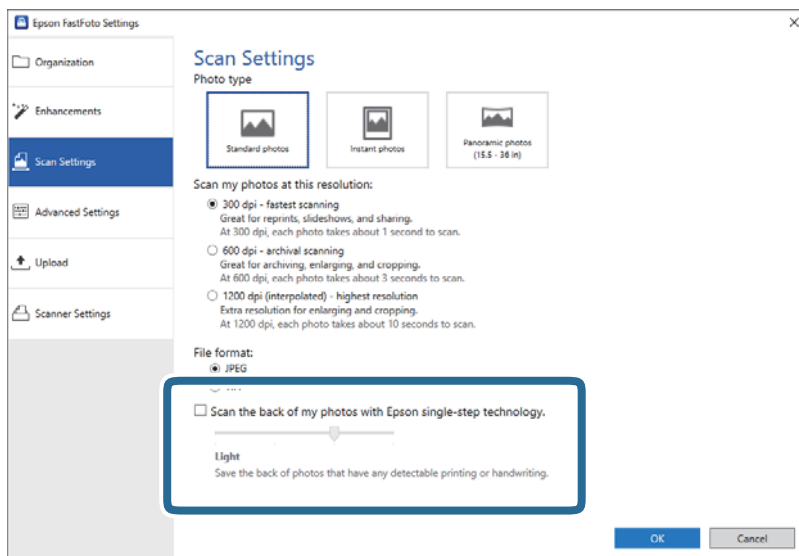 Epson FastFoto Settings
Organization
Enhancements
Scan Settings
Advanced Settings
Upload
Scanner Settings
Scan Settings
Photo type
Standard photos
Instant photos
Panoramic photos
(15.5 - 36 in)
Scan my photos at this resolution:
300 dpi - fastest scanning
Great for reprints, slideshows, and sharing.
At 300 dpi, each photo takes about 1 second to scan.
600 dpi - archival scanning
Great for archiving, enlarging, and cropping.
At 600 dpi, each photo takes about 3 seconds to scan.
1200 dpi (interpolated) - highest resolution
Extra resolution for enlarging and cropping.
At 1200 dpi, each photo takes about 10 seconds to scan.
File format:
JPEG
Scan the back of my photos with Epson single-step technology.
Light
Save the back of photos that have any detectable printing or handwriting.
OK
Cancel